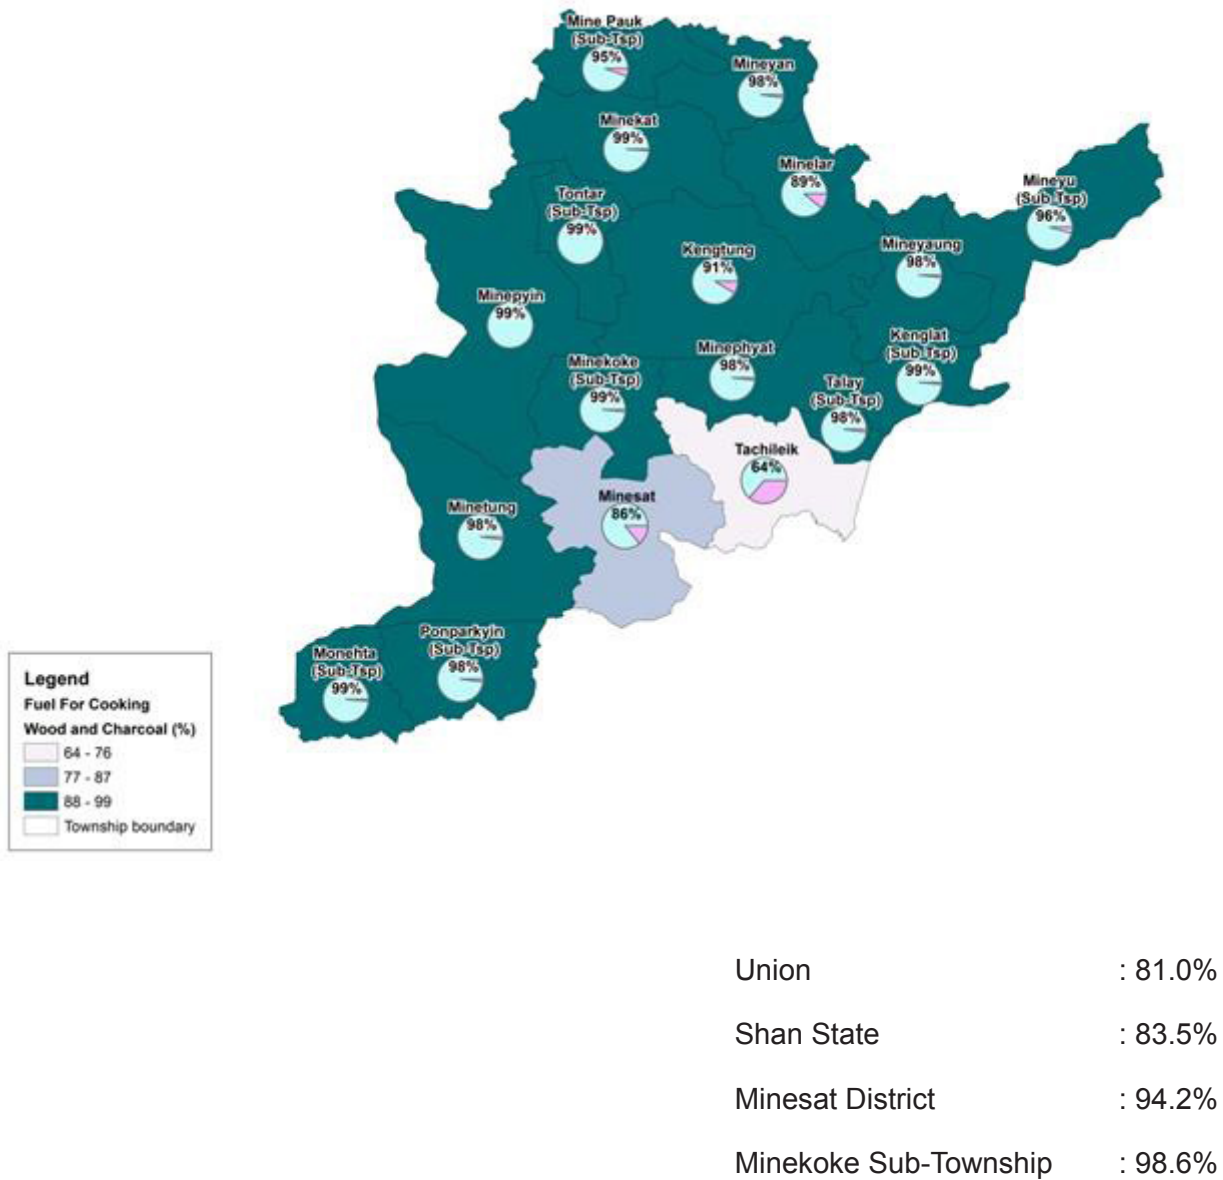 Mine Pauk
(Sub-Tsp)
95%
Mineyan
98%
Minekat
99%
Minelar
89%
Mineyu
(Sub-Tsp)
96%
Tontar
(Sub-Tsp)
99%
Kengtung
91%
Mineyaung
98%
Minepyin
99%
Kenglat
(Sub-Tsp)
99%
Minephyat
98%
Minekoke
(Sub-Tsp)
99%
Talay
(Sub-Tsp)
98%
Tachileik
64%
Minesat
86%
Minetung
98%
Ponparkyin
(Sub-Tsp)
98%
Monehta
(Sub-Tsp)
99%
Legend
Fuel For Cooking
Wood and Charcoal (%)
64 - 76
77 - 87
88 - 99
Township boundary
Union : 81.0%
Shan State : 83.5%
Minesat District : 94.2%
Minekoke Sub-Township : 98.6%